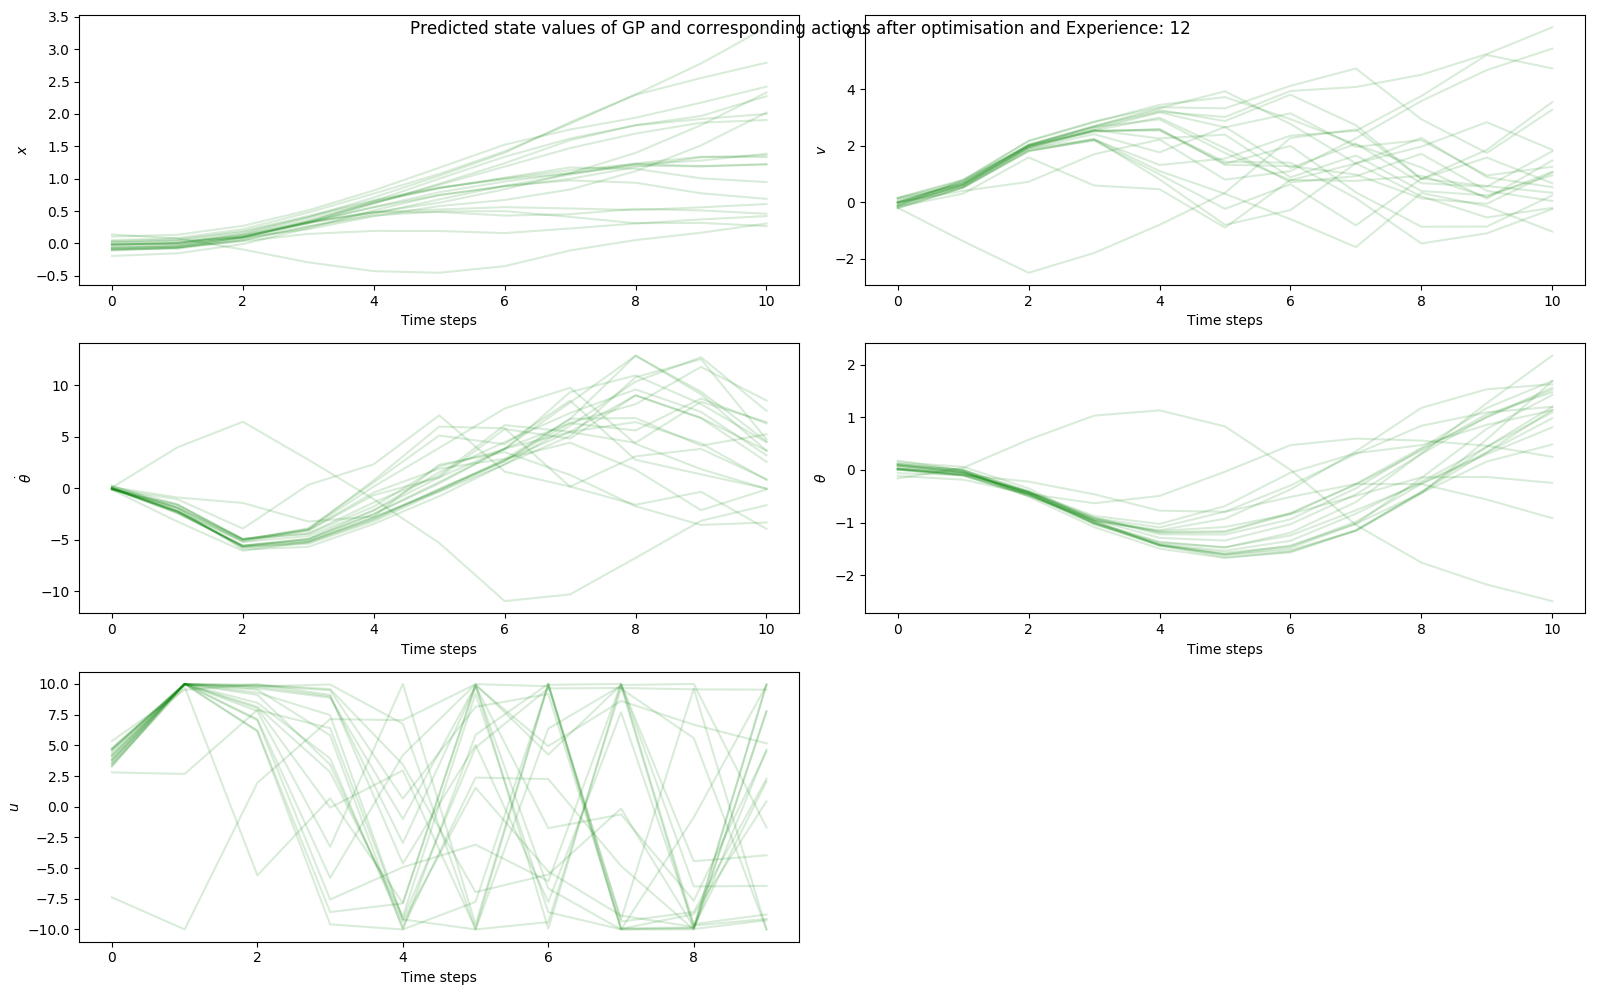 Predicted state values of GP and corresponding actions after optimisation and Experience: 12
3.5
3.0
2.5
2.0
1.5
1.0
0.5
0.0
−0.5
x
0 2 4 6 8 10
Time steps
6
4
2
0
−2
v
0 2 4 6 8 10
Time steps
10
5
0
−5
−10
θ̇
0 2 4 6 8 10
Time steps
2
1
0
−1
−2
θ
0 2 4 6 8 10
Time steps
10.0
7.5
5.0
2.5
0.0
−2.5
−5.0
−7.5
−10.0
u
0 2 4 6 8
Time steps